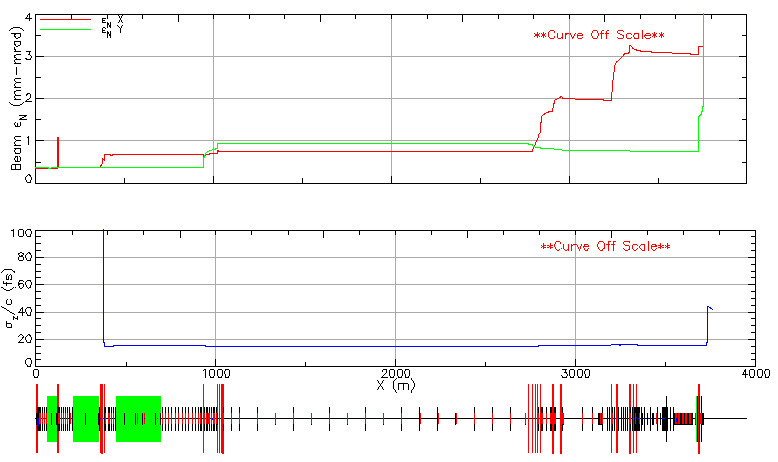 ε_N^t X
ε_N^t Y
**Curve Off Scale**
Beam ε_N (mm-mrad)
4
3
2
1
0
**Curve Off Scale**
σ_z/c (fs)
100
80
60
40
20
0
0 1000 2000 3000 4000
X (m)